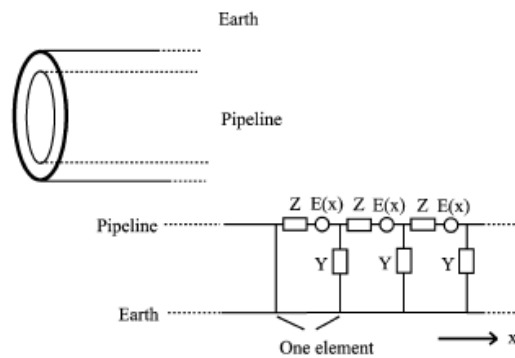 Earth
Pipeline
Z E(x) Z E(x) Z E(x)
Pipeline
Y Y Y
Earth
One element
x